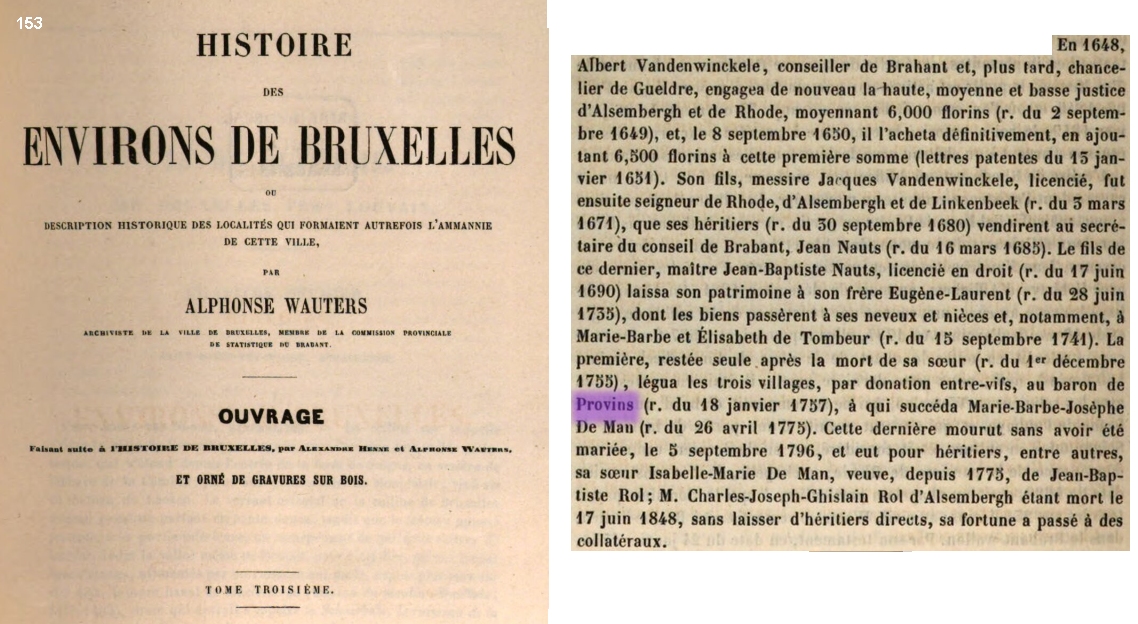 153
HISTOIRE
DES
ENVIRONS DE BRUXELLES
OU
DESCRIPTION HISTORIQUE DES LOCALITÉS QUI FORMAIENT AUTREFOIS L'AMMANNIE
DE CETTE VILLE,
PAR
ALPHONSE WAUTERS
ARCHIVISTE DE LA VILLE DE BRUXELLES, MEMBRE DE LA COMMISSION PROVINCIALE
DE STATISTIQUE DU BRABANT.
OUVRAGE
Faisant suite à l'HISTOIRE DE BRUXELLES, par ALEXANDRE HENNE et ALPHONSE WAUTERS,
ET ORNÉ DE GRAVURES SUR BOIS.
TOME TROISIÉME.
En 1648,
Albert Vandenwinckele, conseiller de Brahant et, plus tard, chance-
lier de Gueldre, engagea de nouveau la haute, moyenne et basse justice
d'Alsembergh et de Rhode, moyennant 6,000 florins (r. du 2 septem-
bre 1649), et, le 8 septembre 1650, il l'acheta définitivement, en ajou-
tant 6,500 florins à cette première somme (lettres patentes du 13 jan-
vier 1651). Son fils, messire Jacques Vandenwinckele, licencié, fut
ensuite seigneur de Rhode, d'Alsembergh et de Linkenbeek (r. du 3 mars
1671), que ses héritiers (r. du 30 septembre 1680) vendirent au secré-
taire du conseil de Brabant, Jean Nauts (r. du 16 mars 1685). Le fils de
ce dernier, maître Jean-Baptiste Nauts, licencié en droit (r. du 17 juin
1690) laissa son patrimoine à son frère Eugène-Laurent (r. du 28 juin
1735), dont les biens passèrent à ses neveux et nièces et, notamment, à
Marie-Barbe et Élisabeth de Tombeur (r. du 15 septembre 1741). La
première, restée seule après la mort de sa sœur (r. du 1er décembre
1755), légua les trois villages, par donation entre-vifs, au baron de
Provins (r. du 18 janvier 1757), à qui succéda Marie-Barbe-Josèphe
De Man (r. du 26 avril 1775). Cette dernière mourut sans avoir été
mariée, le 5 septembre 1796, et eut pour héritiers, entre autres,
sa sœur Isabelle-Marie De Man, veuve, depuis 1775, de Jean-Bap-
tiste Rol; M. Charles-Joseph-Ghislain Rol d'Alsembergh étant mort le
17 juin 1848, sans laisser d'héritiers directs, sa fortune a passé à des
collatéraux.